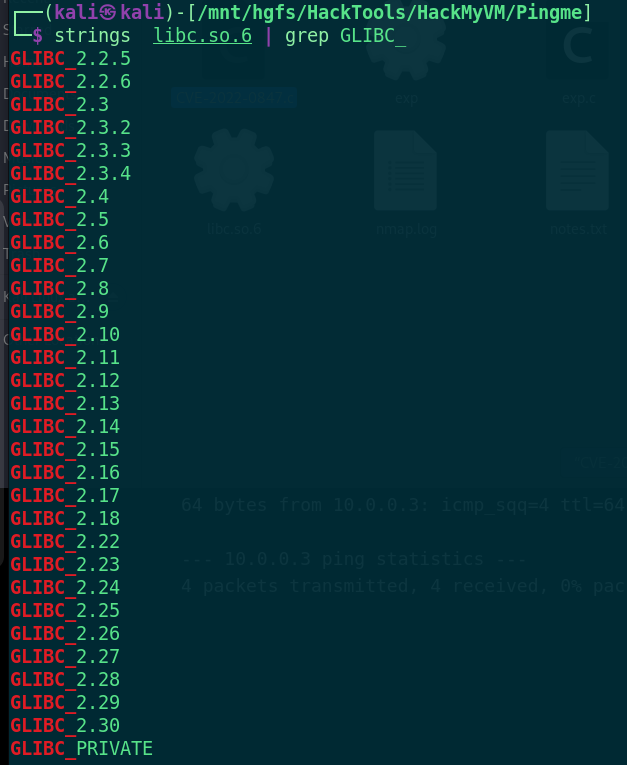 ┌──(kali㉿kali)-[/mnt/hgfs/HackTools/HackMyVM/Pingme]
└─$ strings  libc.so.6 | grep GLIBC_
GLIBC_2.2.5
GLIBC_2.2.6
GLIBC_2.3
exp
exp.c
GLIBC_2.3.2
GLIBC_2.3.3
GLIBC_2.3.4
GLIBC_2.4
GLIBC_2.5
libc.so.6
nmap.log
notes.txt
GLIBC_2.6
GLIBC_2.7
GLIBC_2.8
GLIBC_2.9
GLIBC_2.10
GLIBC_2.11
GLIBC_2.12
GLIBC_2.13
GLIBC_2.14
GLIBC_2.15
GLIBC_2.16
GLIBC_2.17
64 bytes from 10.0.0.3: icmp_sqq=4 ttl=64
GLIBC_2.18
GLIBC_2.22
--- 10.0.0.3 ping statistics ---
GLIBC_2.23
GLIBC_2.24
4 packets transmitted, 4 received, 0% pac
GLIBC_2.25
GLIBC_2.26
GLIBC_2.27
GLIBC_2.28
GLIBC_2.29
GLIBC_2.30
GLIBC_PRIVATE